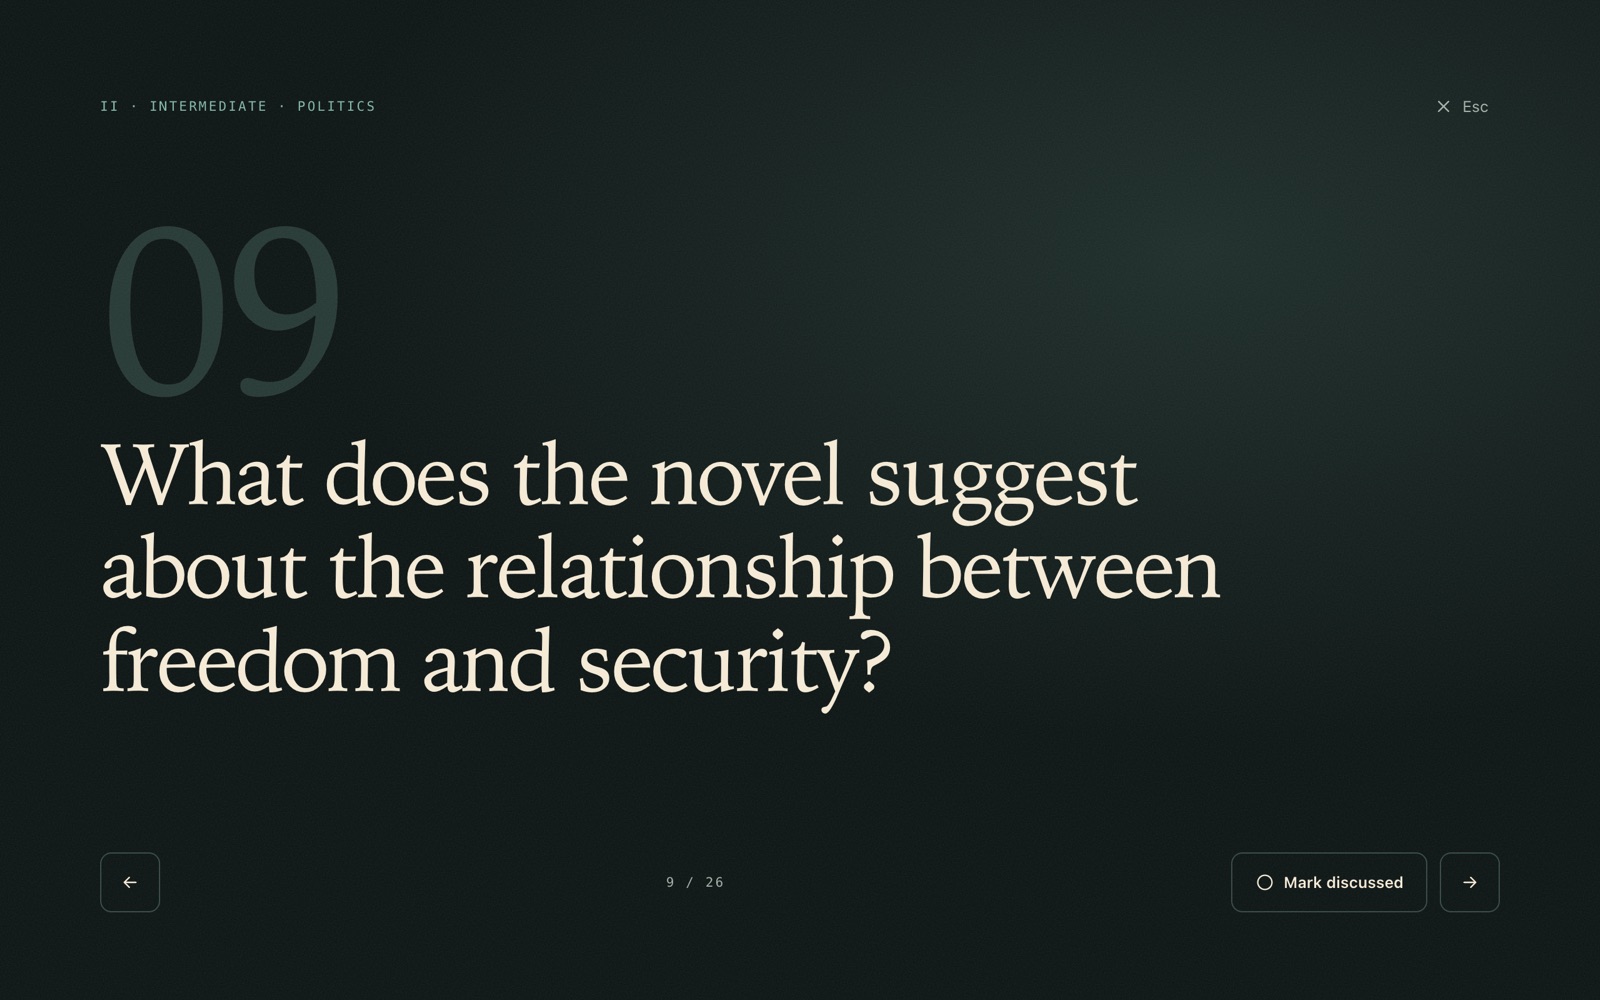 II · INTERMEDIATE · POLITICS
Esc
09
What does the novel suggest
about the relationship between
freedom and security?
9 / 26
Mark discussed